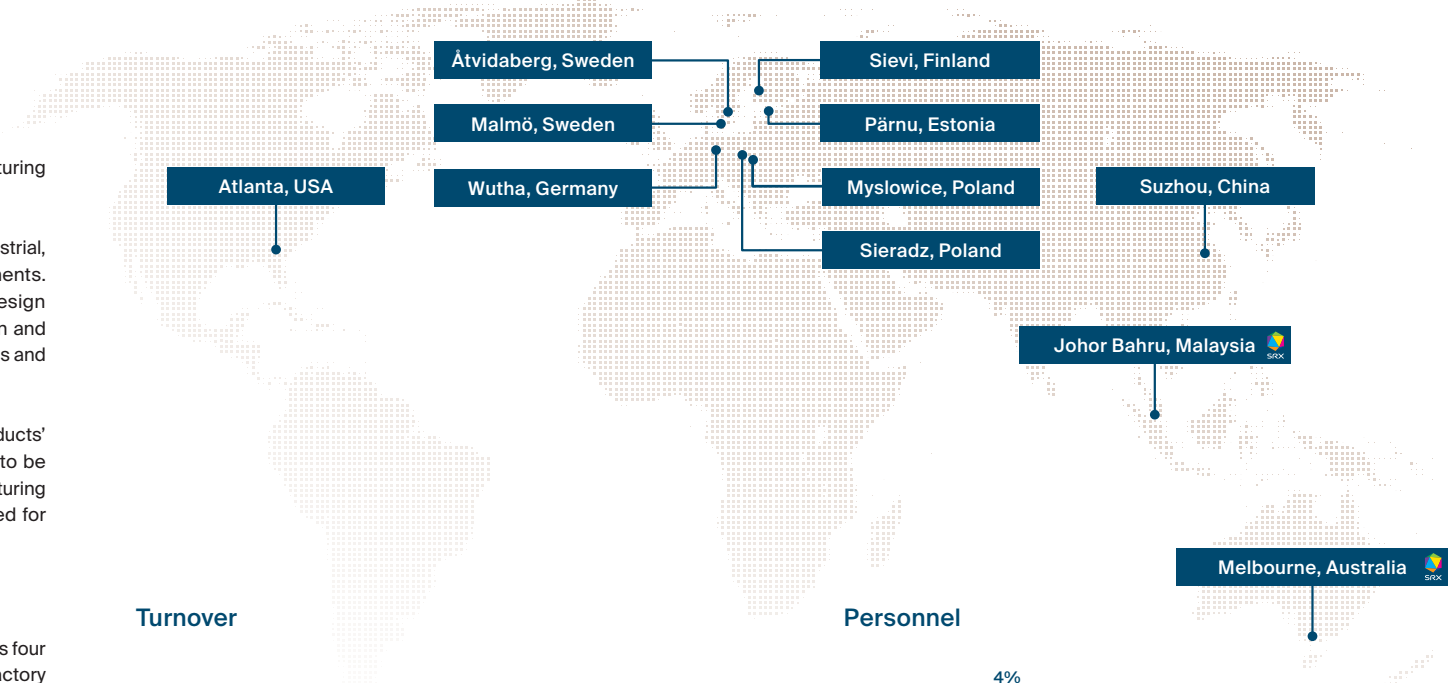 turing
strial,
nents.
esign
n and
s and
ducts’
to be
turing
ed for
s four
actory
Åtvidaberg, Sweden
Sievi, Finland
Malmö, Sweden
Pärnu, Estonia
Atlanta, USA
Wutha, Germany
Myslowice, Poland
Suzhou, China
Sieradz, Poland
Johor Bahru, Malaysia
SRX
Melbourne, Australia
SRX
Turnover
Personnel
4%